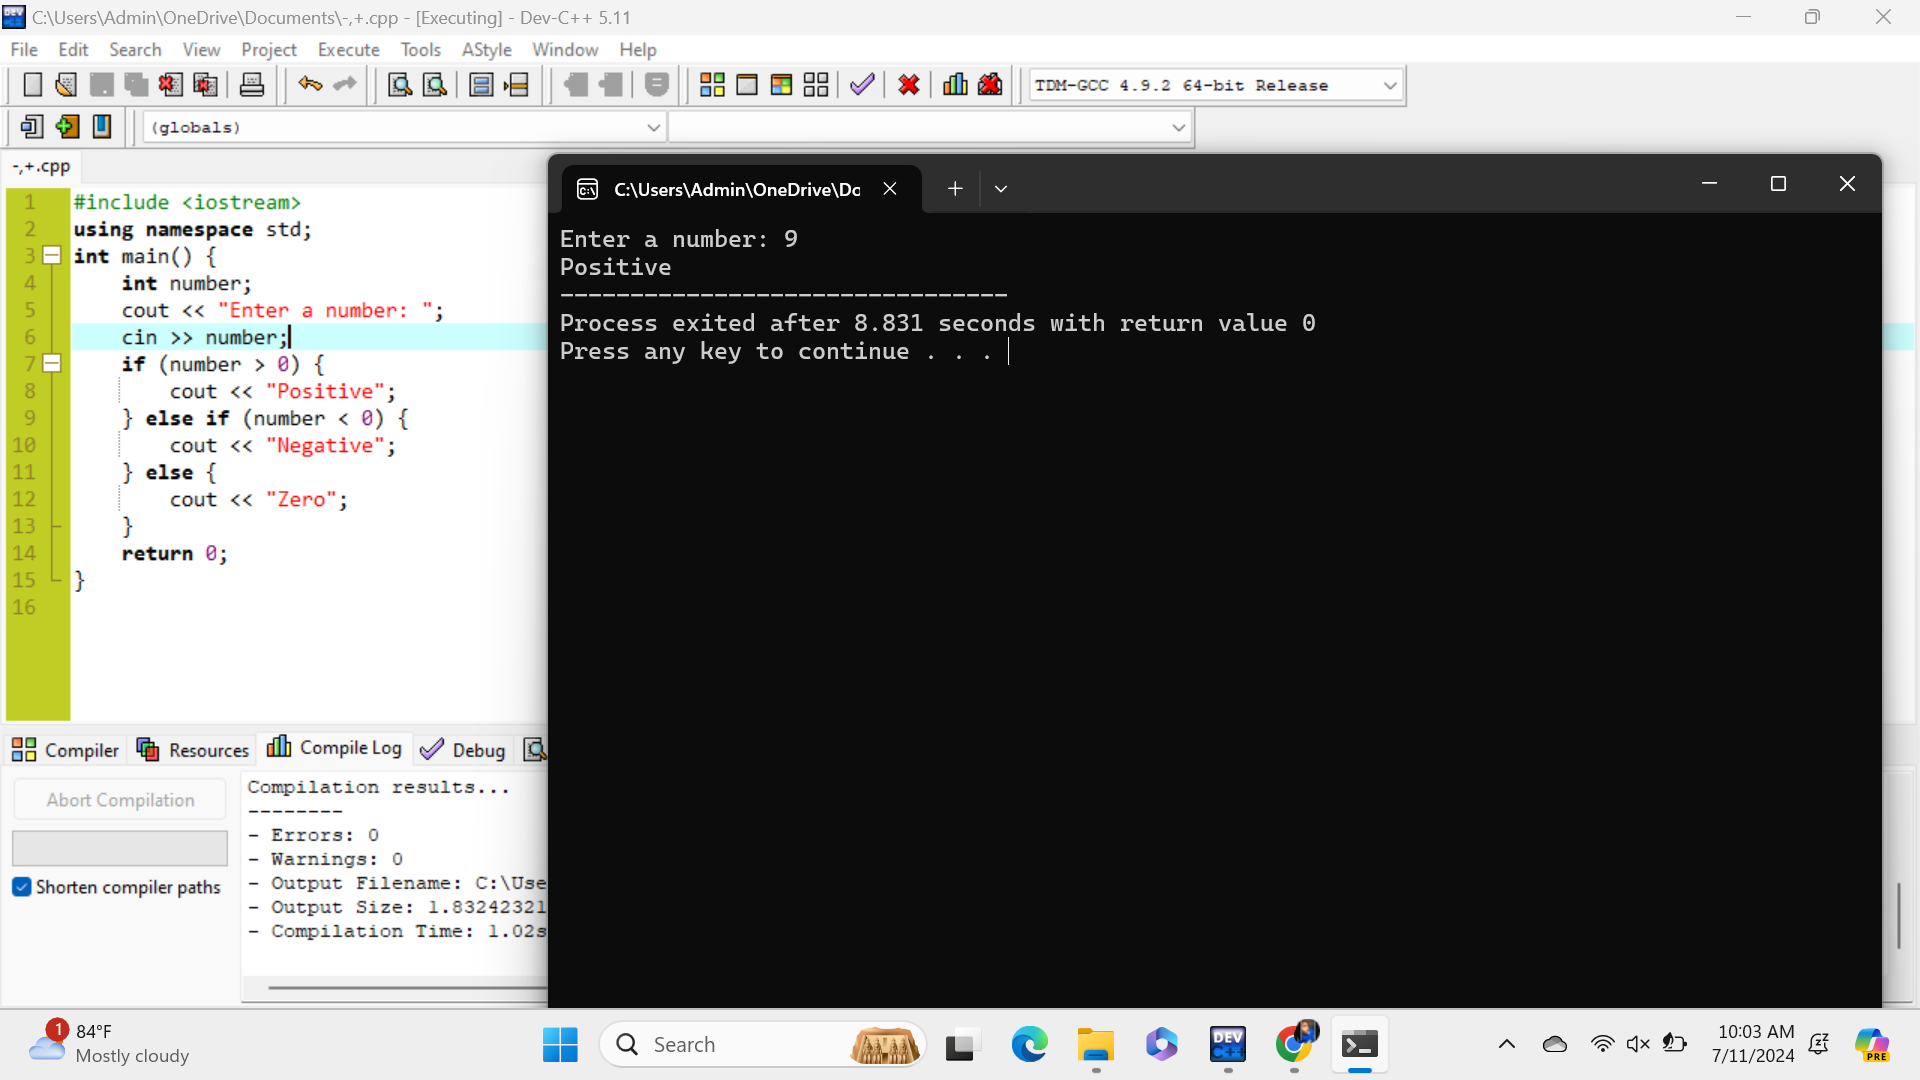 C:\Users\Admin\OneDrive\Documents\-,+.cpp - [Executing] - Dev-C++ 5.11
File Edit Search View Project Execute Tools AStyle Window Help
TDM-GCC 4.9.2 64-bit Release
(globals)
-,+.cpp
1 #include <iostream>
2 using namespace std;
3 int main() {
4 int number;
5 cout << "Enter a number: ";
6 cin >> number;
7 if (number > 0) {
8 cout << "Positive";
9 } else if (number < 0) {
10 cout << "Negative";
11 } else {
12 cout << "Zero";
13 }
14 return 0;
15 }
16
C:\Users\Admin\OneDrive\Do
Enter a number: 9
Positive
--------------------------------
Process exited after 8.831 seconds with return value 0
Press any key to continue . . .
Compiler Resources Compile Log Debug
Abort Compilation
Shorten compiler paths
Compilation results...
--------
- Errors: 0
- Warnings: 0
- Output Filename: C:\Use
- Output Size: 1.83242321
- Compilation Time: 1.02s
1
84°F
Mostly cloudy
Search
DEV C++
10:03 AM
7/11/2024
PRE